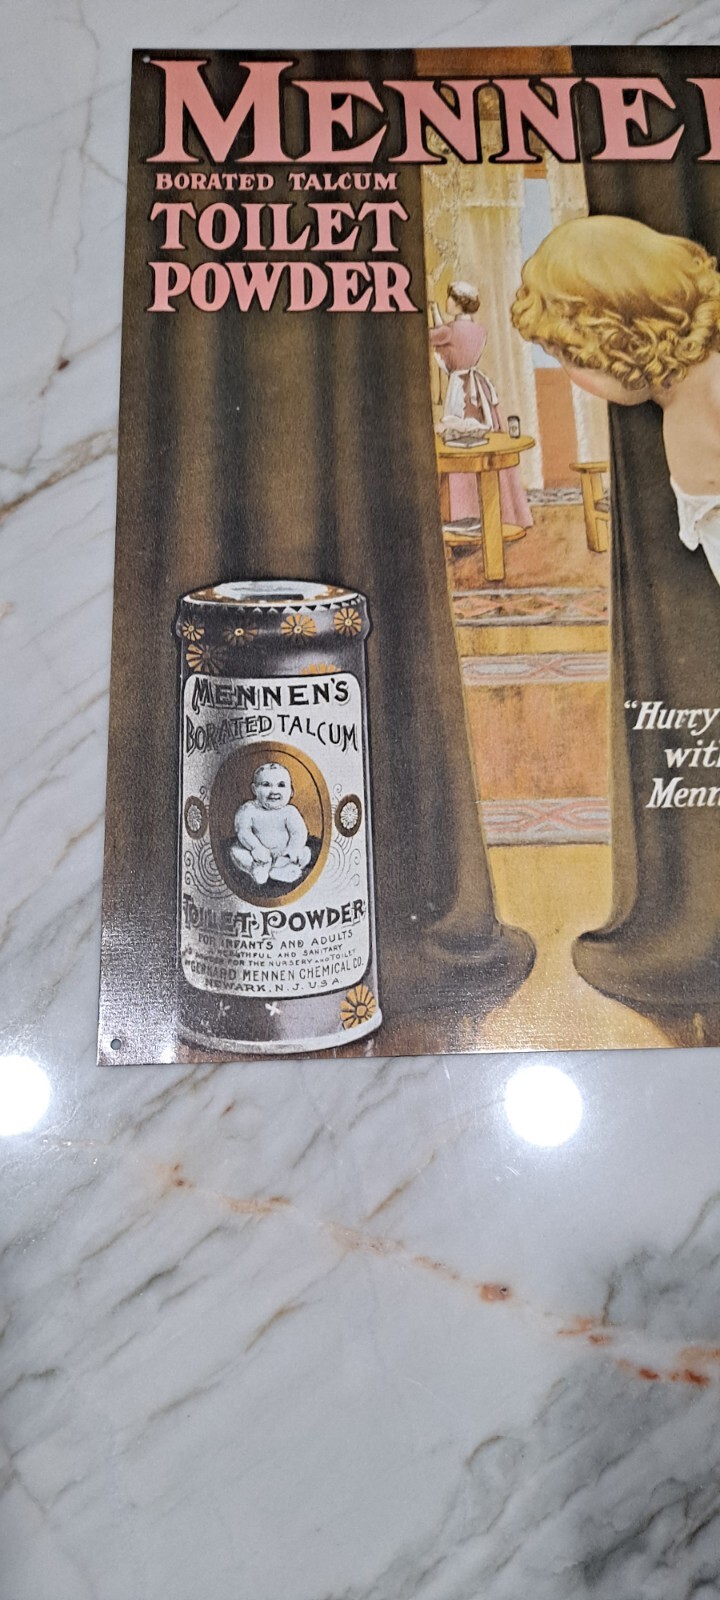 MENNE
BORATED TALCUM
TOILET
POWDER
"Hurry
with
Menn
MENNEN'S
BORATED TALCUM
TOILET POWDER
FOR INFANTS AND ADULTS
AND SANITARY
FOR THE NURSERY AND TOILET
GERHARD MENNEN CHEMICAL CO.
NEWARK, N.J. USA